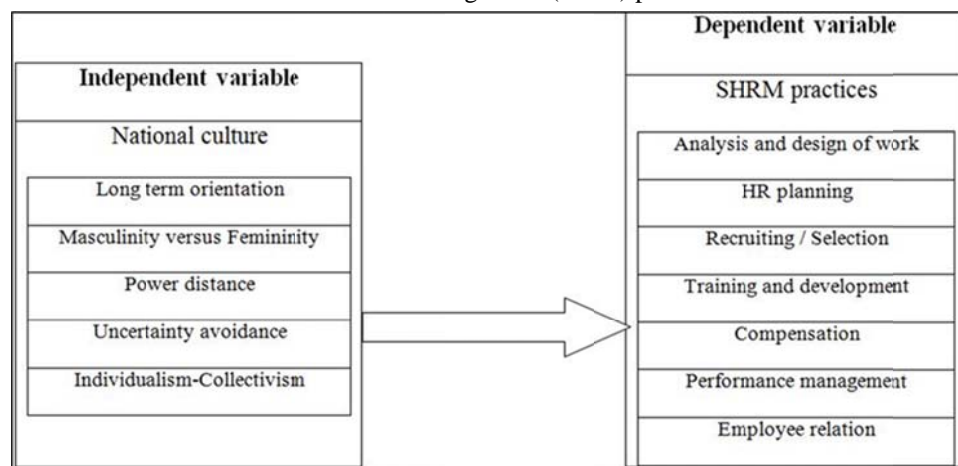 Independent variable
National culture
Long term orientation
Masculinity versus Femininity
Power distance
Uncertainty avoidance
Individualism-Collectivism
Dependent variable
SHRM practices
Analysis and design of work
HR planning
Recruiting / Selection
Training and development
Compensation
Performance management
Employee relation